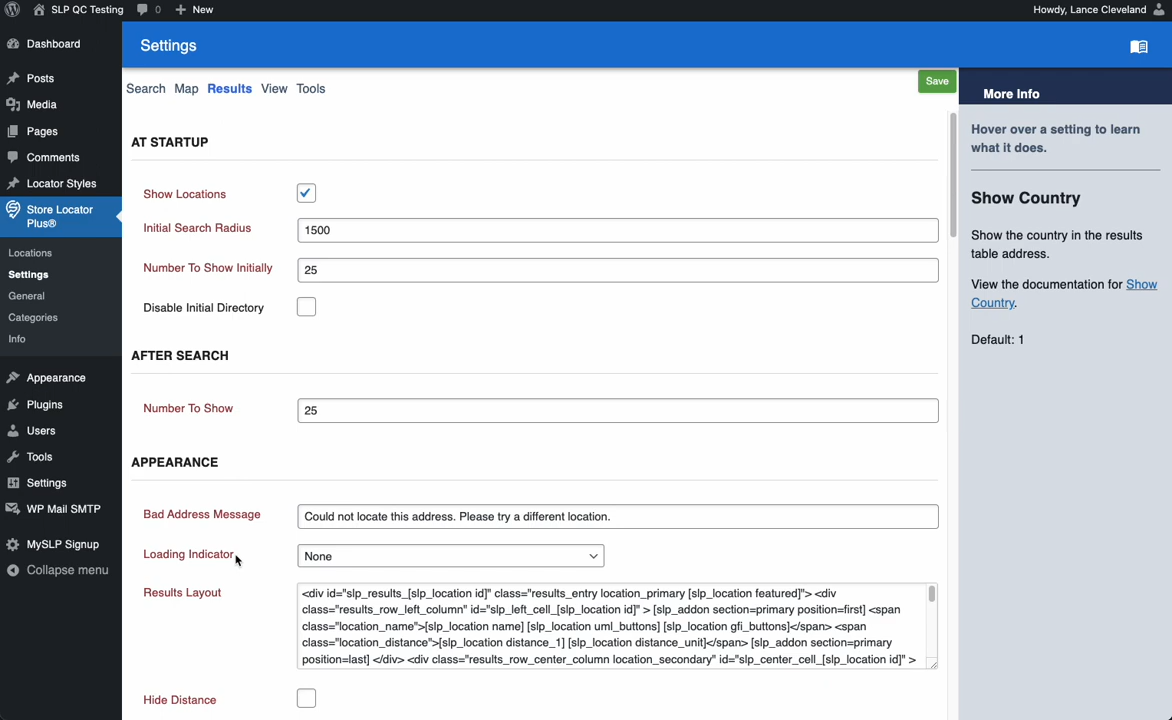 SLP QC Testing
0
New
Howdy, Lance Cleveland
Dashboard
Posts
Media
Pages
Comments
Locator Styles
Store Locator
Plus®
Locations
Settings
General
Categories
Info
Appearance
Plugins
Users
Tools
Settings
WP Mail SMTP
MySLP Signup
Collapse menu
Settings
Search
Map
Results
View
Tools
Save
AT STARTUP
Show Locations
Initial Search Radius
1500
Number To Show Initially
25
Disable Initial Directory
AFTER SEARCH
Number To Show
25
APPEARANCE
Bad Address Message
Could not locate this address. Please try a different location.
Loading Indicator
None
Results Layout
<div id="slp_results_[slp_location id]" class="results_entry location_primary [slp_location featured]"> <div
class="results_row_left_column" id="slp_left_cell_[slp_location id]" > [slp_addon section=primary position=first] <span
class="location_name">[slp_location name] [slp_location uml_buttons] [slp_location gfi_buttons]</span> <span
class="location_distance">[slp_location distance_1] [slp_location distance_unit]</span> [slp_addon section=primary
position=last] </div> <div class="results_row_center_column location_secondary" id="slp_center_cell_[slp_location id]" >
Hide Distance
More Info
Hover over a setting to learn
what it does.
Show Country
Show the country in the results
table address.
View the documentation for Show
Country.
Default: 1